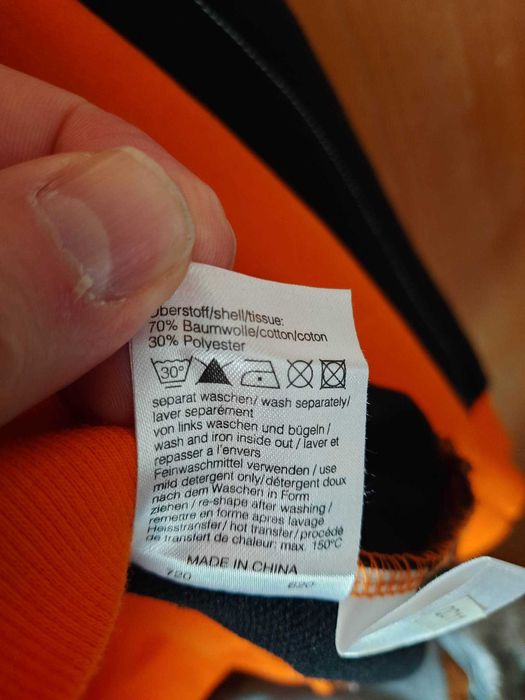 Oberstoff/shell/tissue:
70% Baumwolle/cotton/coton
30% Polyester
30°
separat waschen/ wash separately/
laver separément
von links waschen und bügeln/
wash and iron inside out / laver et
repasser a l'envers
Feinwaschmittel verwenden / use
mild detergent only/détergent doux
nach dem Waschen in Form
ziehen / re-shape after washing /
remettre en forme après lavage
Heisstransfer/ hot transfer/ procédé
de transfert de chaleur: max. 150°C
MADE IN CHINA
720 620